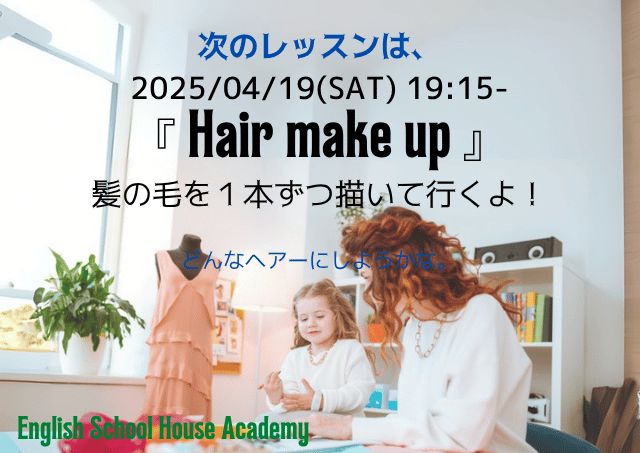 次のレッスンは、
2025/04/19(SAT) 19:15-
『 Hair make up 』
髪の毛を１本ずつ描いて行くよ！
どんなヘアーにしようかな。
English School House Academy